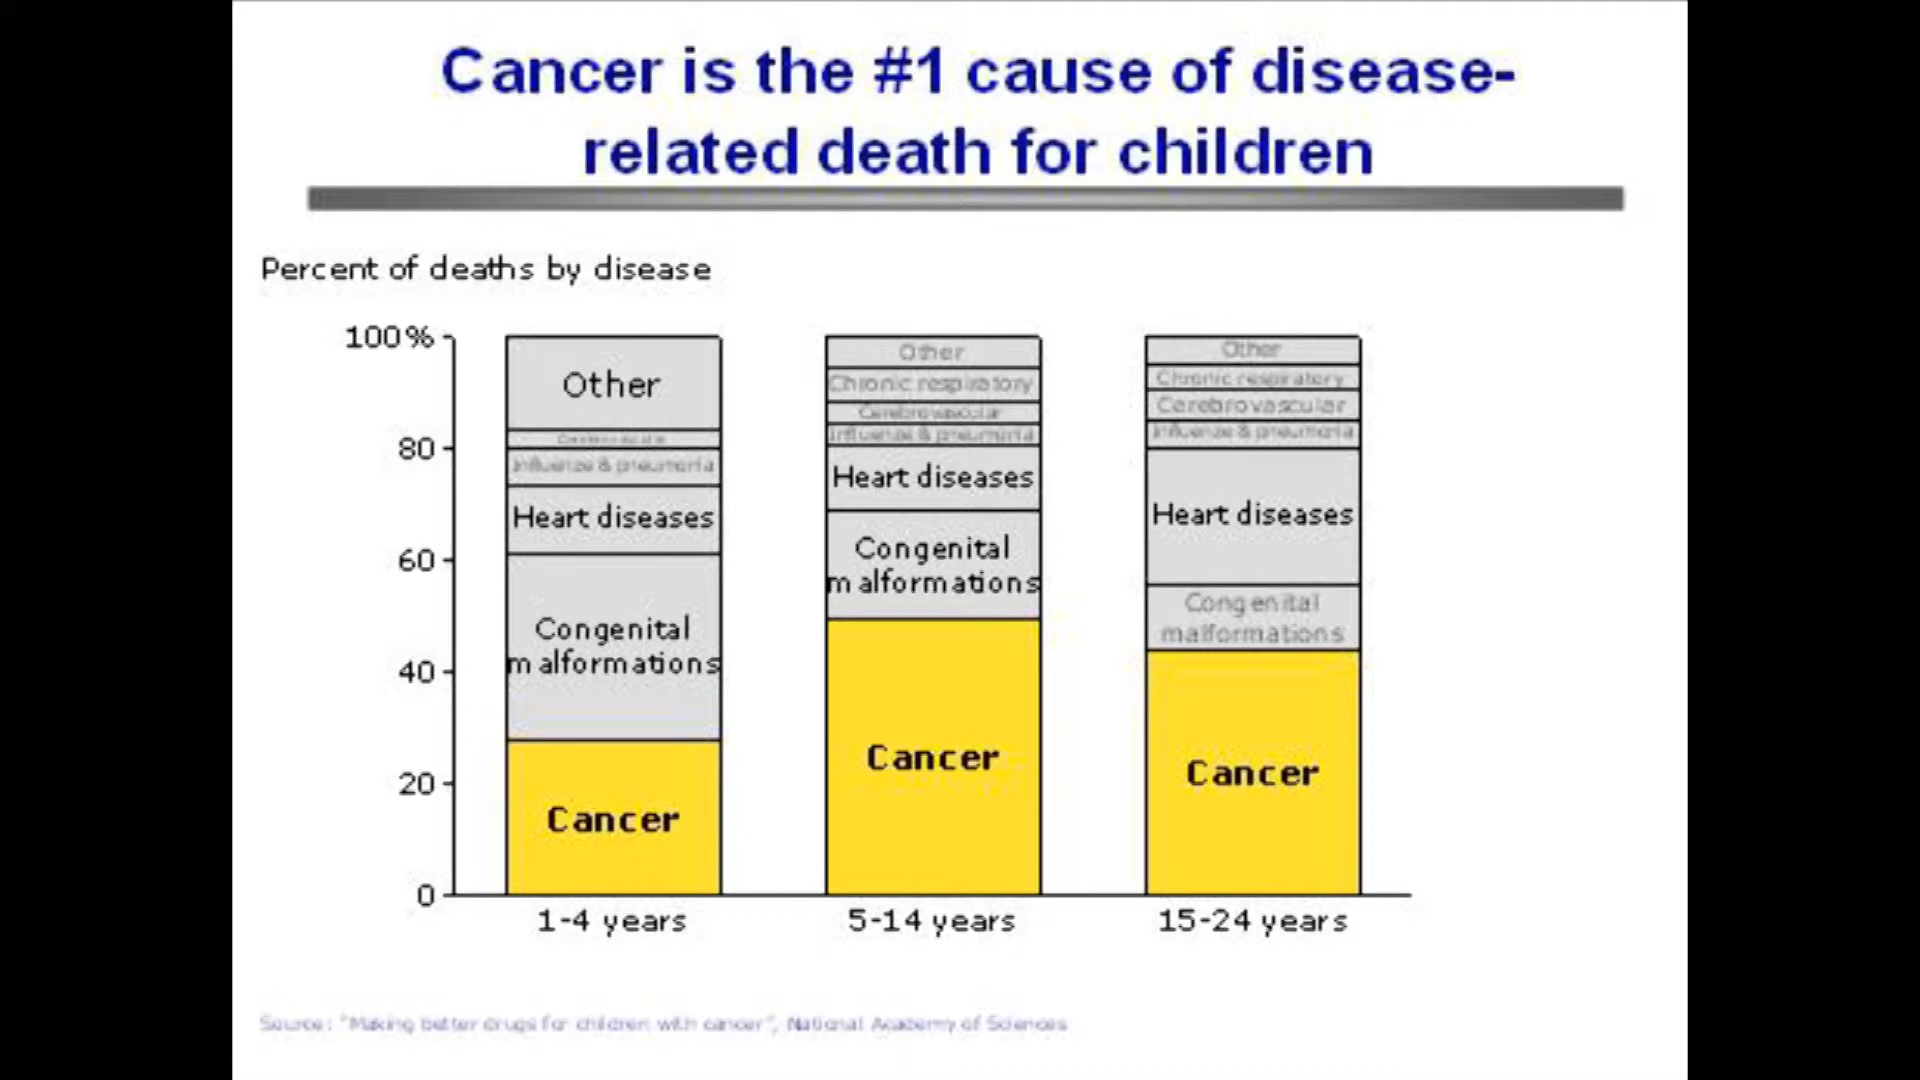 Cancer is the #1 cause of disease-
related death for children
Percent of deaths by disease
100%
80
60
40
20
0
Other
Influenza & pneumonia
Heart diseases
Congenital
malformations
Cancer
1-4 years
Other
Chronic respiratory
Cerebrovascular
Influenza & pneumonia
Heart diseases
Congenital
malformations
Cancer
5-14 years
Other
Chronic respiratory
Cerebrovascular
Influenza & pneumonia
Heart diseases
Congenital
malformations
Cancer
15-24 years
Source: "Making better drugs for children with cancer", National Academy of Sciences